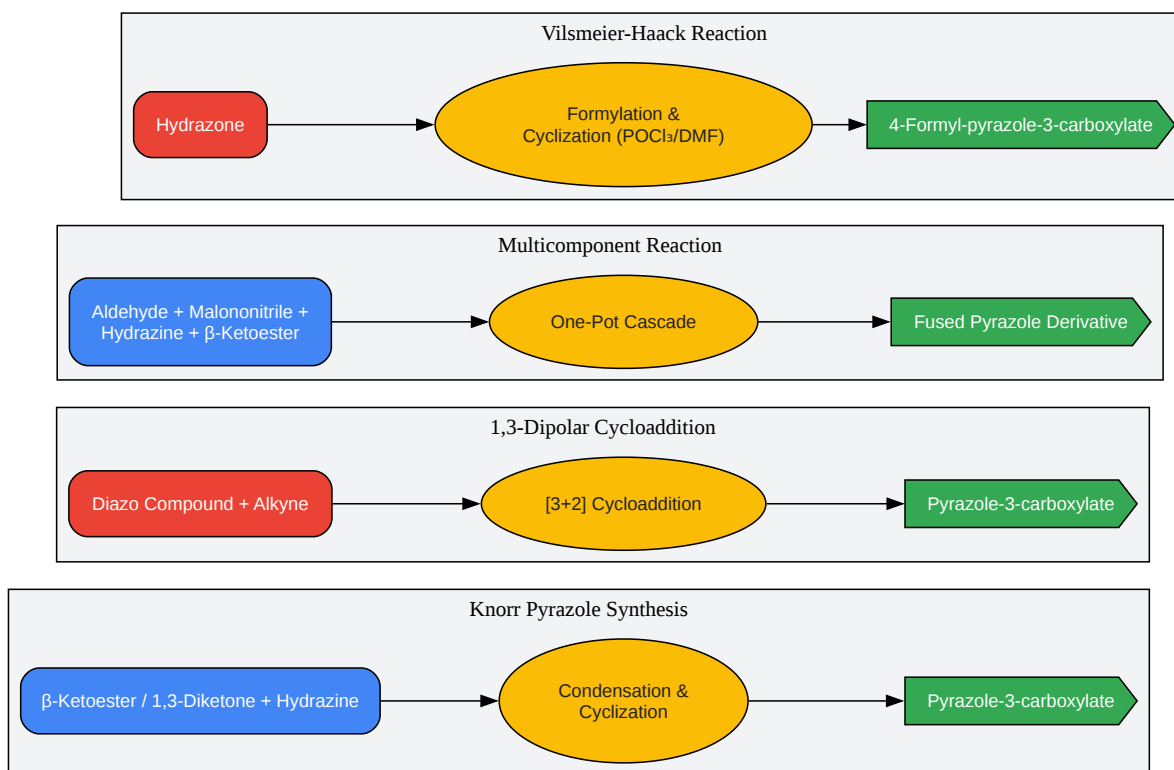 Vilsmeier-Haack Reaction
Hydrazone
Formylation &
Cyclization (POCl₃/DMF)
4-Formyl-pyrazole-3-carboxylate
Multicomponent Reaction
Aldehyde + Malononitrile +
Hydrazine + β-Ketoester
One-Pot Cascade
Fused Pyrazole Derivative
1,3-Dipolar Cycloaddition
Diazo Compound + Alkyne
[3+2] Cycloaddition
Pyrazole-3-carboxylate
Knorr Pyrazole Synthesis
β-Ketoester / 1,3-Diketone + Hydrazine
Condensation &
Cyclization
Pyrazole-3-carboxylate